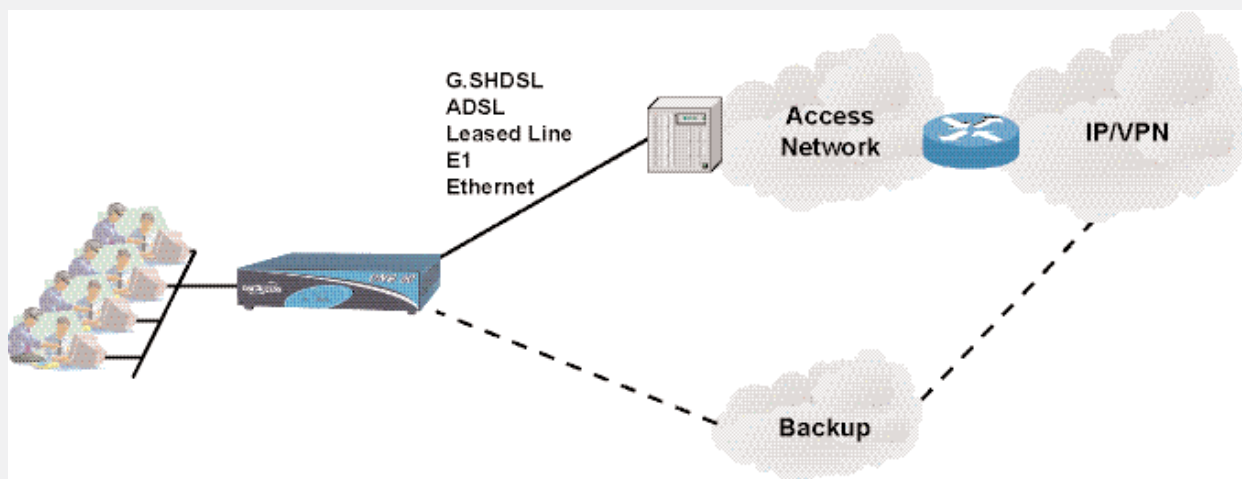 G.SHDSL
ADSL
Leased Line
E1
Ethernet
Access
Network
IP/VPN
Backup